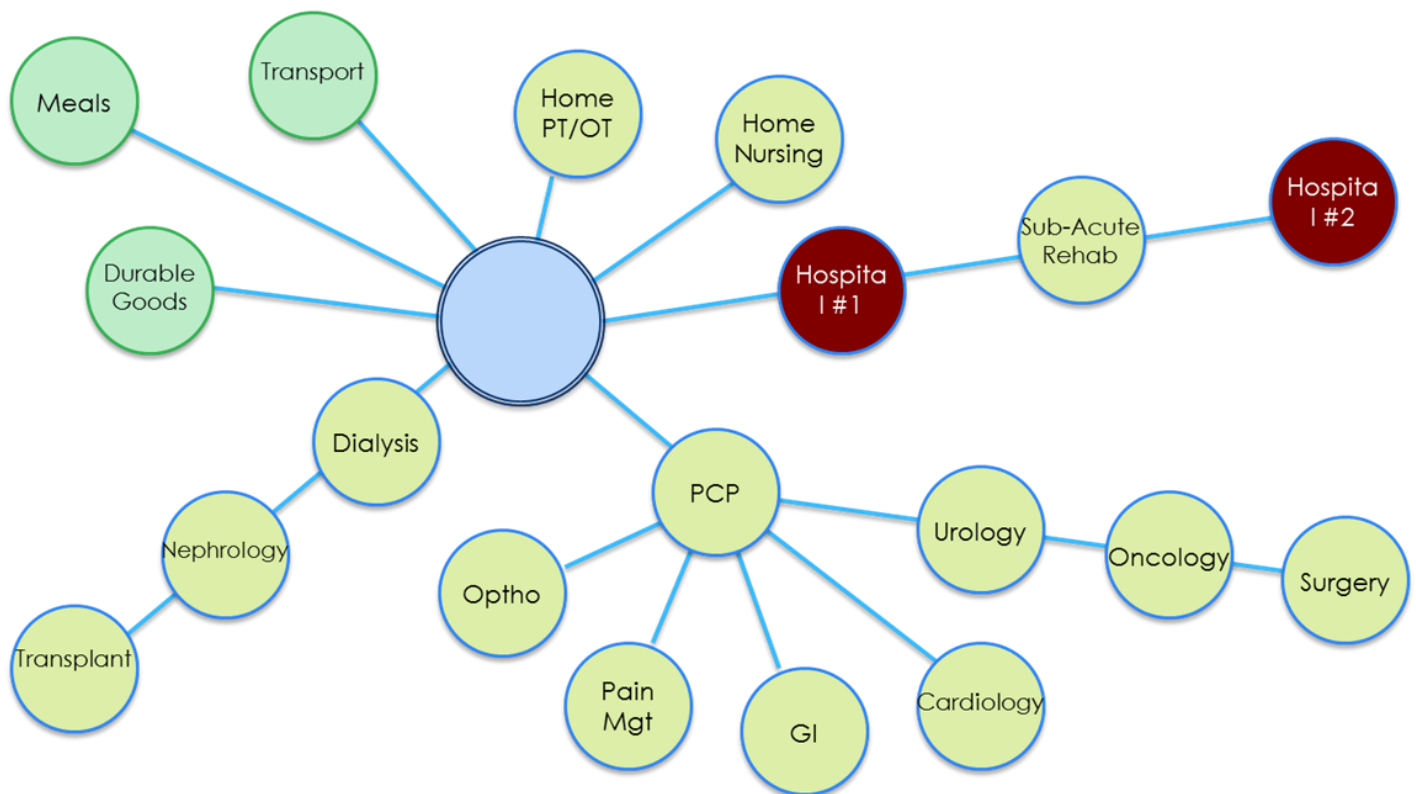 Meals
Transport
Home
PT/OT
Home
Nursing
Hospita
l #2
Sub-Acute
Rehab
Hospita
l #1
Durable
Goods
Dialysis
PCP
Nephrology
Urology
Oncology
Surgery
Optho
Transplant
Pain
Mgt
GI
Cardiology